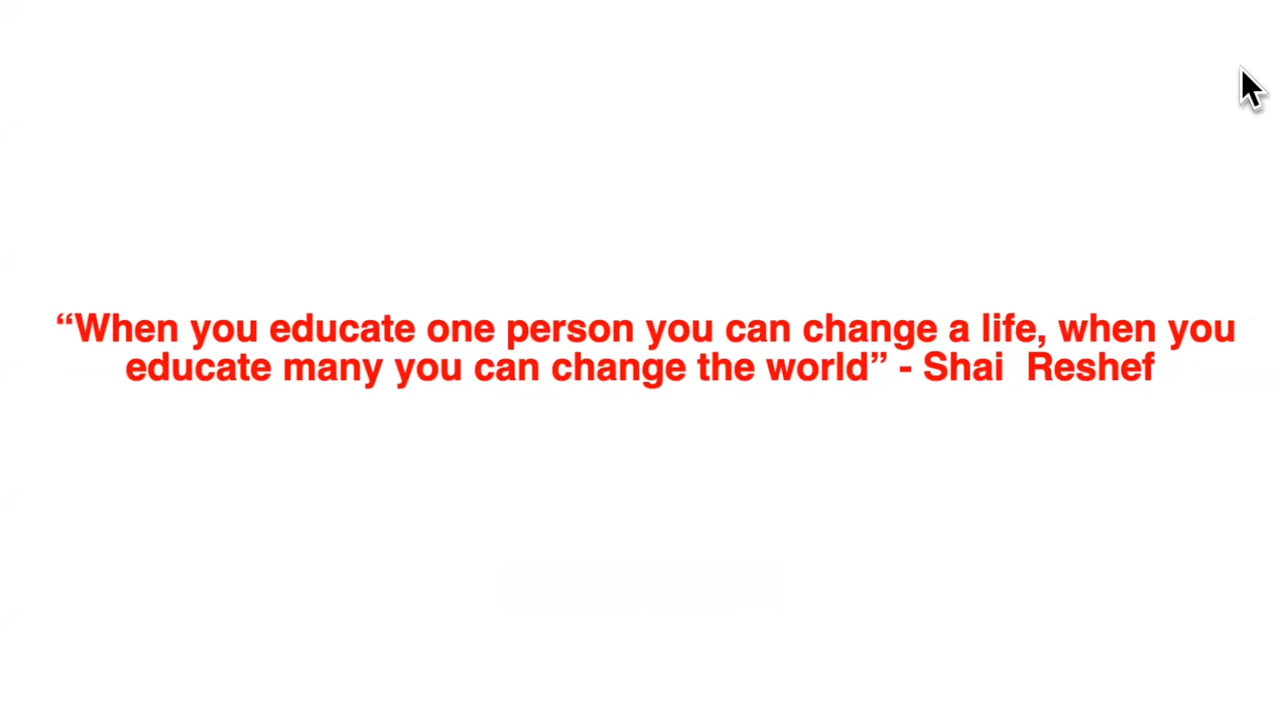 “When you educate one person you can change a life, when you
educate many you can change the world” - Shai  Reshef